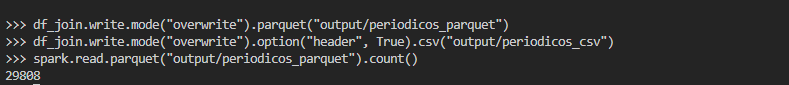 >>> df_join.write.mode("overwrite").parquet("output/periodicos_parquet")
>>> df_join.write.mode("overwrite").option("header", True).csv("output/periodicos_csv")
>>> spark.read.parquet("output/periodicos_parquet").count()
29808